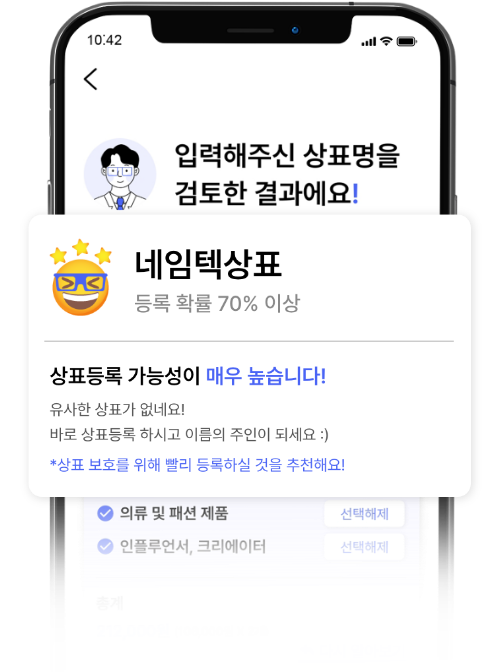 10:42
입력해주신 상표명을
검토한 결과에요!
네임텍상표
등록 확률 70% 이상
상표등록 가능성이 매우 높습니다!
유사한 상표가 없네요!
바로 상표등록 하시고 이름의 주인이 되세요 :)
*상표 보호를 위해 빨리 등록하실 것을 추천해요!
의류 및 패션 제품 선택해제
인플루언서, 크리에이터 선택해제
총계